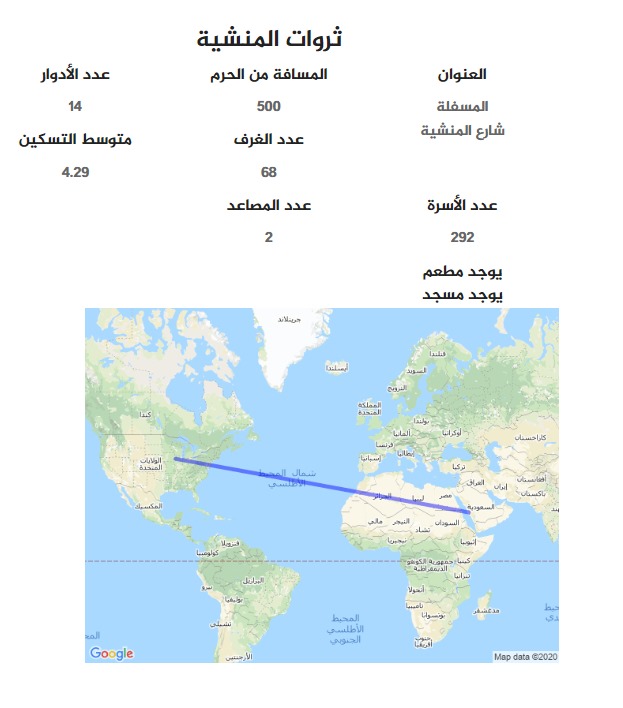 ثروات المنشية
العنوان
المسافة من الحرم
عدد الأدوار
المسفلة
شارع المنشية
500
14
عدد الغرف
متوسط التسكين
68
4.29
عدد الأسرة
عدد المصاعد
292
2
يوجد مطعم
يوجد مسجد
جرينلاند
آيسلندا
فنلندا
السويد
النرويج
كندا
المملكة
المتحدة
بولندا
ألمانيا
أوكرانيا
كازاخستان
فرنسا
إيطاليا
إسبانيا
تركيا
الولايات
المتحدة
شمال المحيط
الأطلسي
العراق
إيران
أفغانستان
باكستان
المكسيك
الجزائر
ليبيا
مصر
السعودية
مالي
النيجر
تشاد
السودان
نيجيريا
إثيوبيا
فنزويلا
كولومبيا
جمهورية الكونغو
الديمقراطية
كينيا
تنزانيا
البرازيل
بيرو
بوليفيا
أنجولا
ناميبيا
بوتسوانا
مدغشقر
تشيلي
المحيط
الأطلسي
الجنوبي
جنوب
أفريقيا
الأرجنتين
Google
Map data ©2020